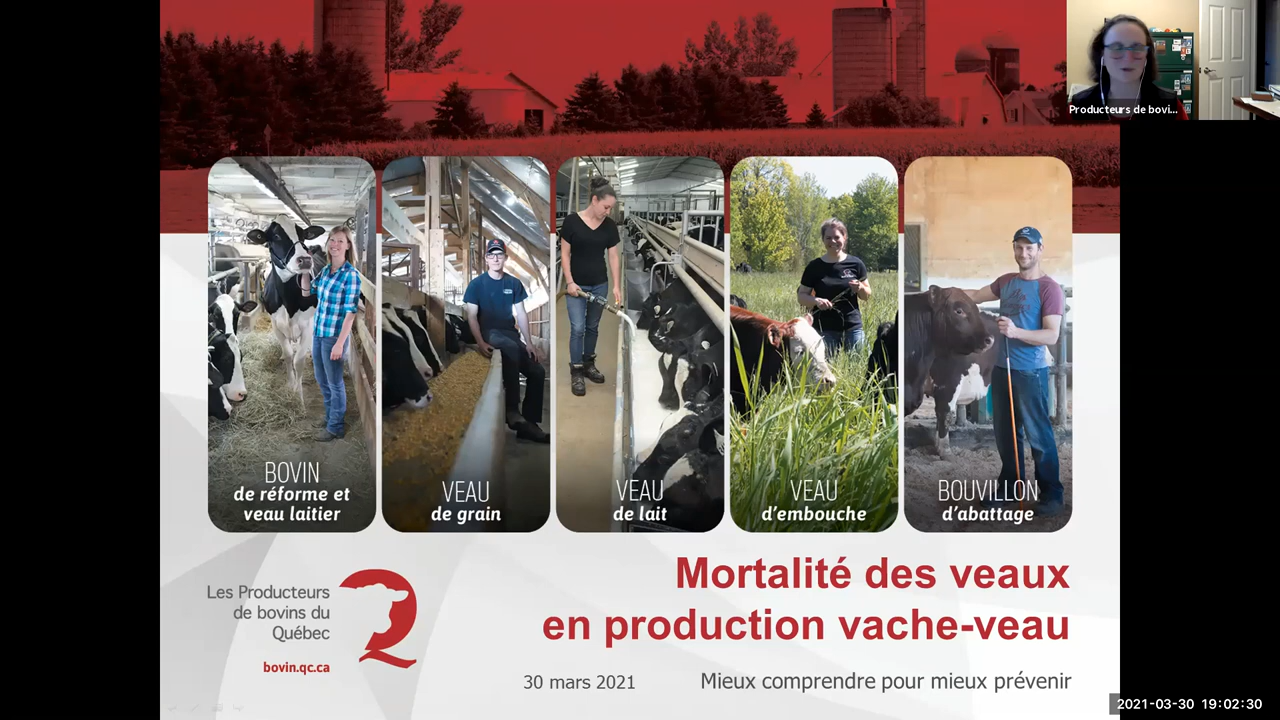 Producteurs de bovi...
BOVIN
de réforme et
veau laitier
VEAU
de grain
VEAU
de lait
VEAU
d'embouche
BOUVILLON
d'abattage
Les Producteurs
de bovins du
Québec
bovin.qc.ca
Mortalité des veaux
en production vache-veau
30 mars 2021
Mieux comprendre pour mieux prévenir
2021-03-30 19:02:30